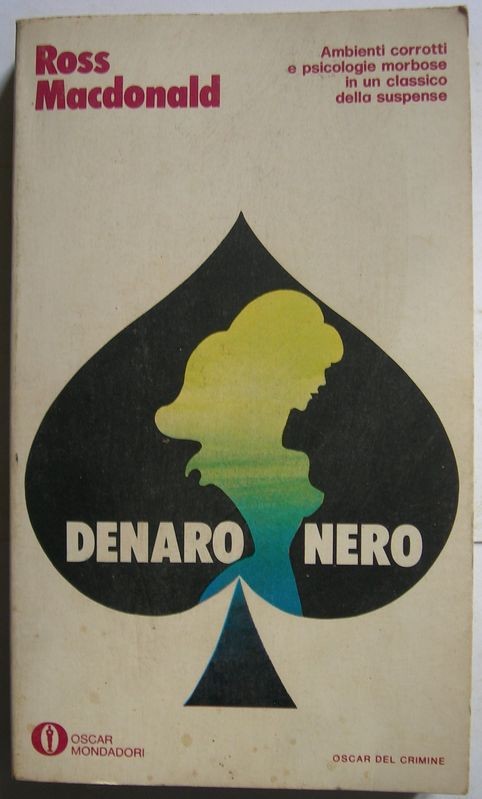 Ross
Macdonald
Ambienti corrotti
e psicologie morbose
in un classico
della suspense
DENARO NERO
OSCAR
MONDADORI
OSCAR DEL CRIMINE